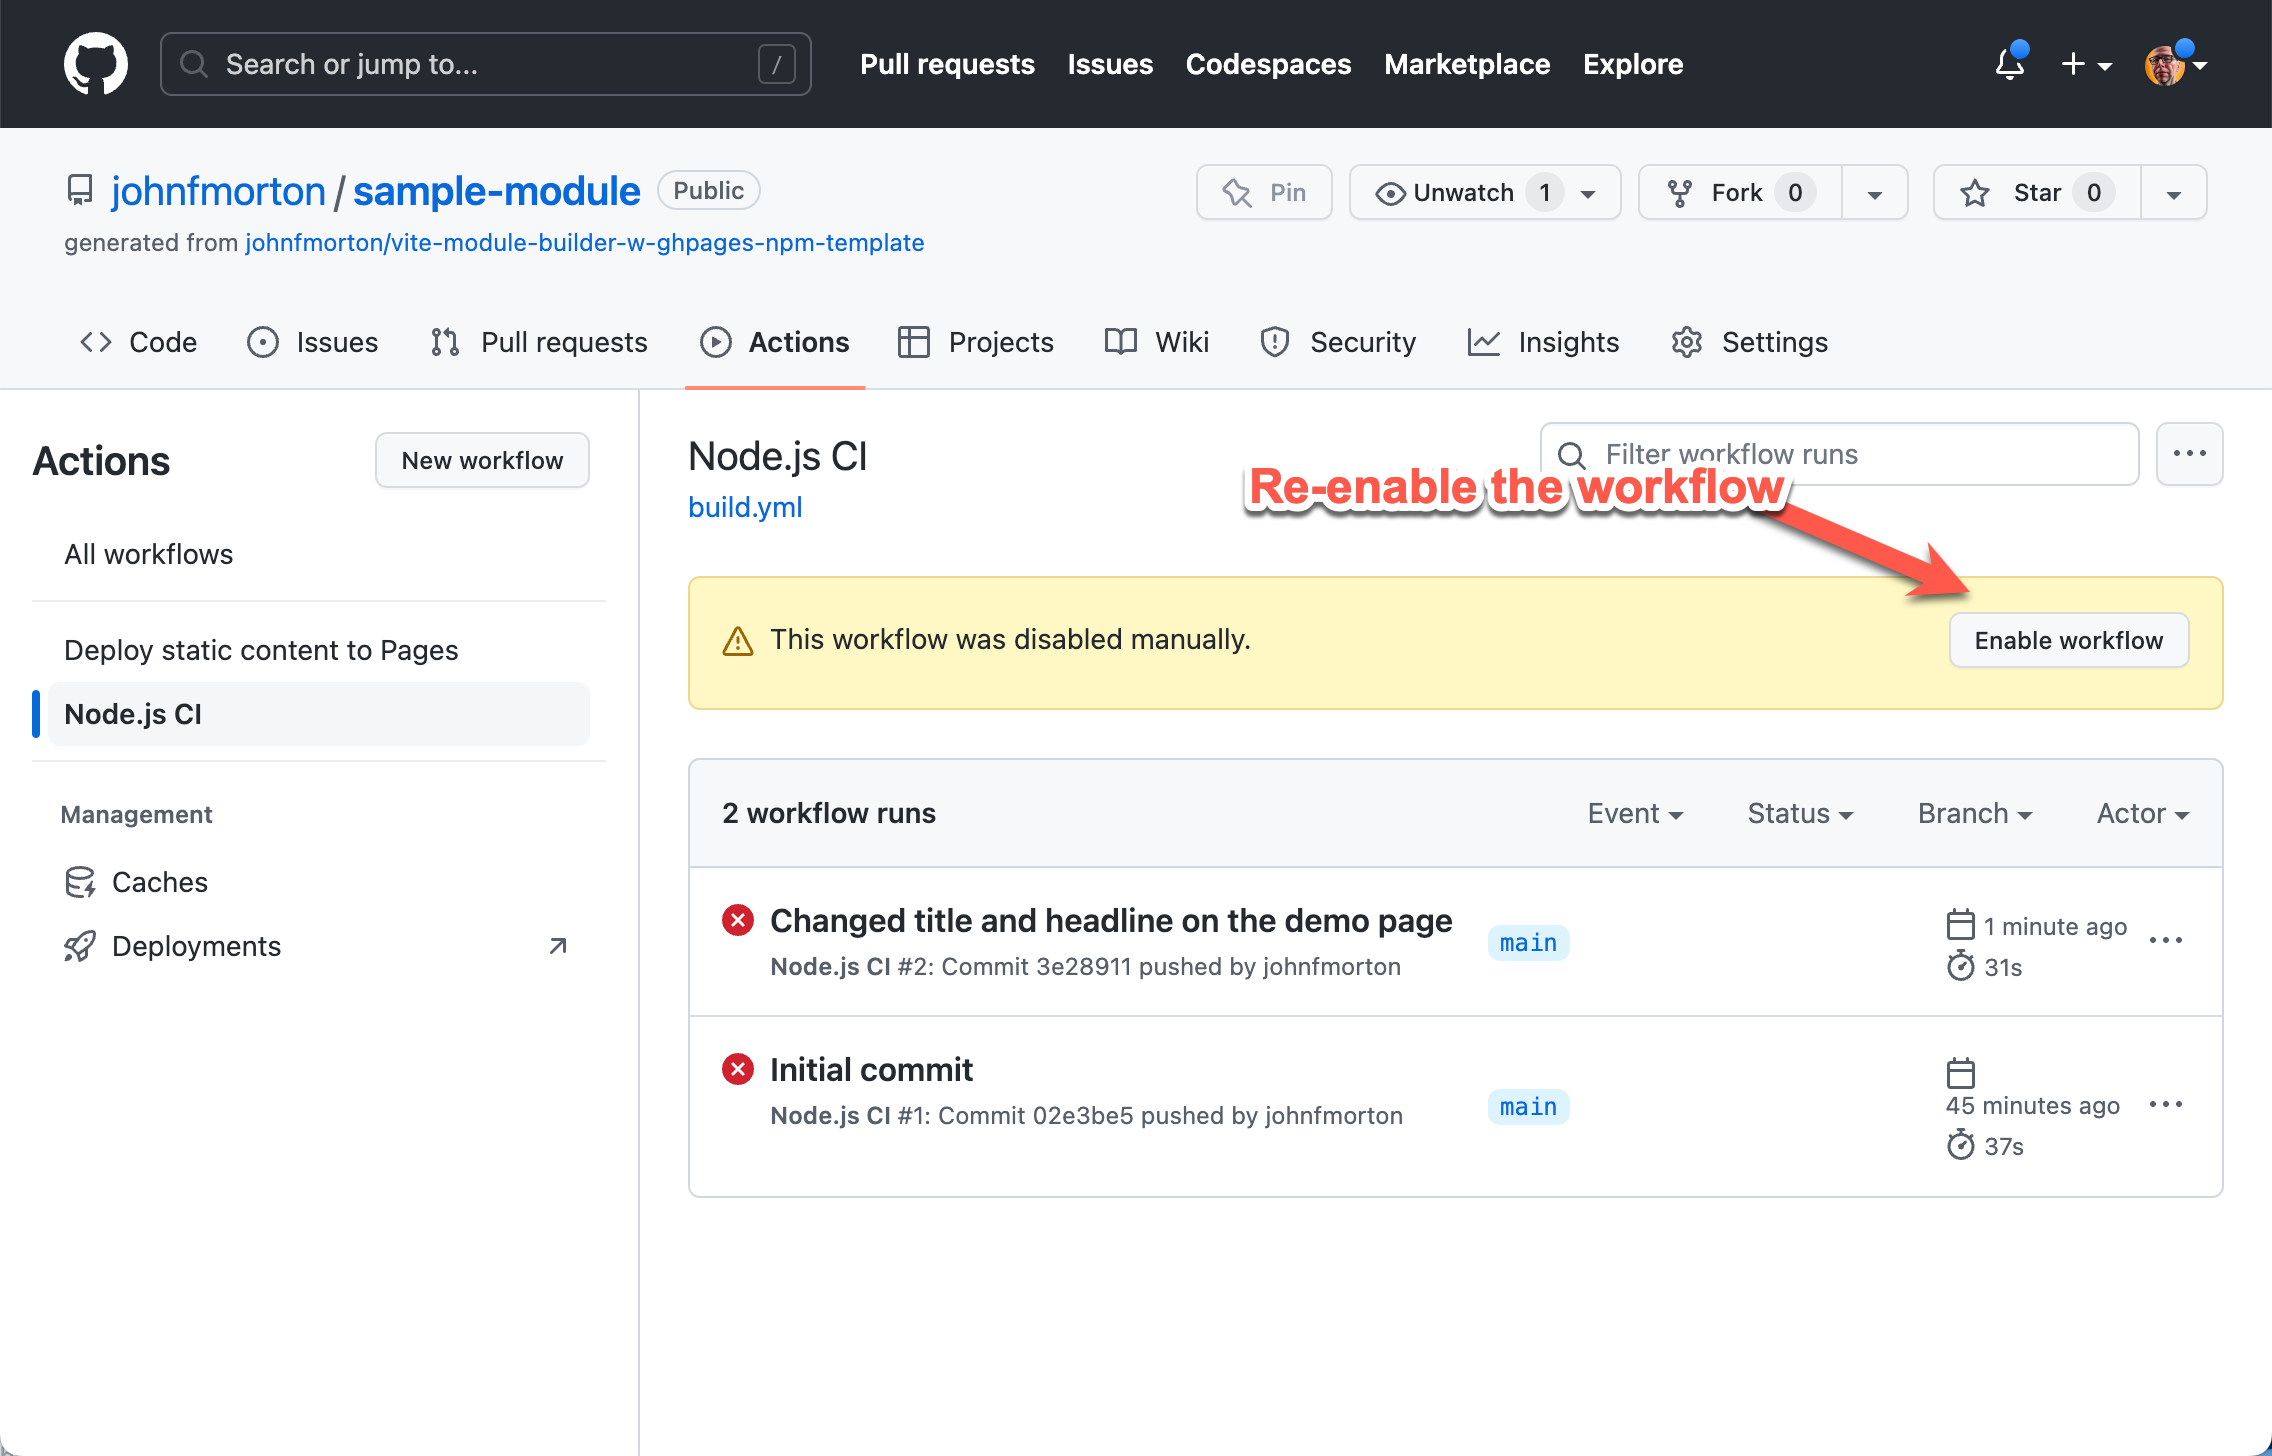 Search or jump to... /
Pull requests Issues Codespaces Marketplace Explore
johnfmorton / sample-module Public
Pin Unwatch 1 Fork 0 Star 0
generated from johnfmorton/vite-module-builder-w-ghpages-npm-template
Code Issues Pull requests Actions Projects Wiki Security Insights Settings
Actions New workflow
All workflows
Deploy static content to Pages
Node.js CI
Management
Caches
Deployments
Node.js CI
build.yml
Filter workflow runs
Re-enable the workflow
This workflow was disabled manually.
Enable workflow
2 workflow runs
Event Status Branch Actor
Changed title and headline on the demo page
Node.js CI #2: Commit 3e28911 pushed by johnfmorton
main
1 minute ago
31s
Initial commit
Node.js CI #1: Commit 02e3be5 pushed by johnfmorton
main
45 minutes ago
37s